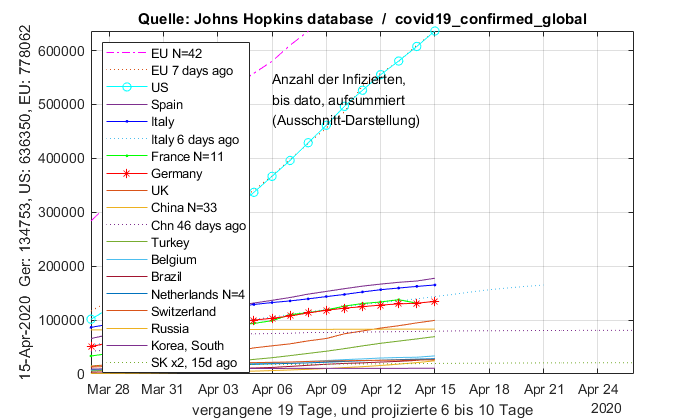 Quelle: Johns Hopkins database  /  covid19_confirmed_global
15-Apr-2020  Ger: 134753, US: 636350, EU: 778062
600000
500000
400000
300000
200000
100000
0
EU N=42
EU 7 days ago
US
Spain
Italy
Italy 6 days ago
France N=11
Germany
UK
China N=33
Chn 46 days ago
Turkey
Belgium
Brazil
Netherlands N=4
Switzerland
Russia
Korea, South
SK x2, 15d ago
Anzahl der Infizierten,
bis dato, aufsummiert
(Ausschnitt-Darstellung)
Mar 28 Mar 31 Apr 03 Apr 06 Apr 09 Apr 12 Apr 15 Apr 18 Apr 21 Apr 24
2020
vergangene 19 Tage, und projizierte 6 bis 10 Tage